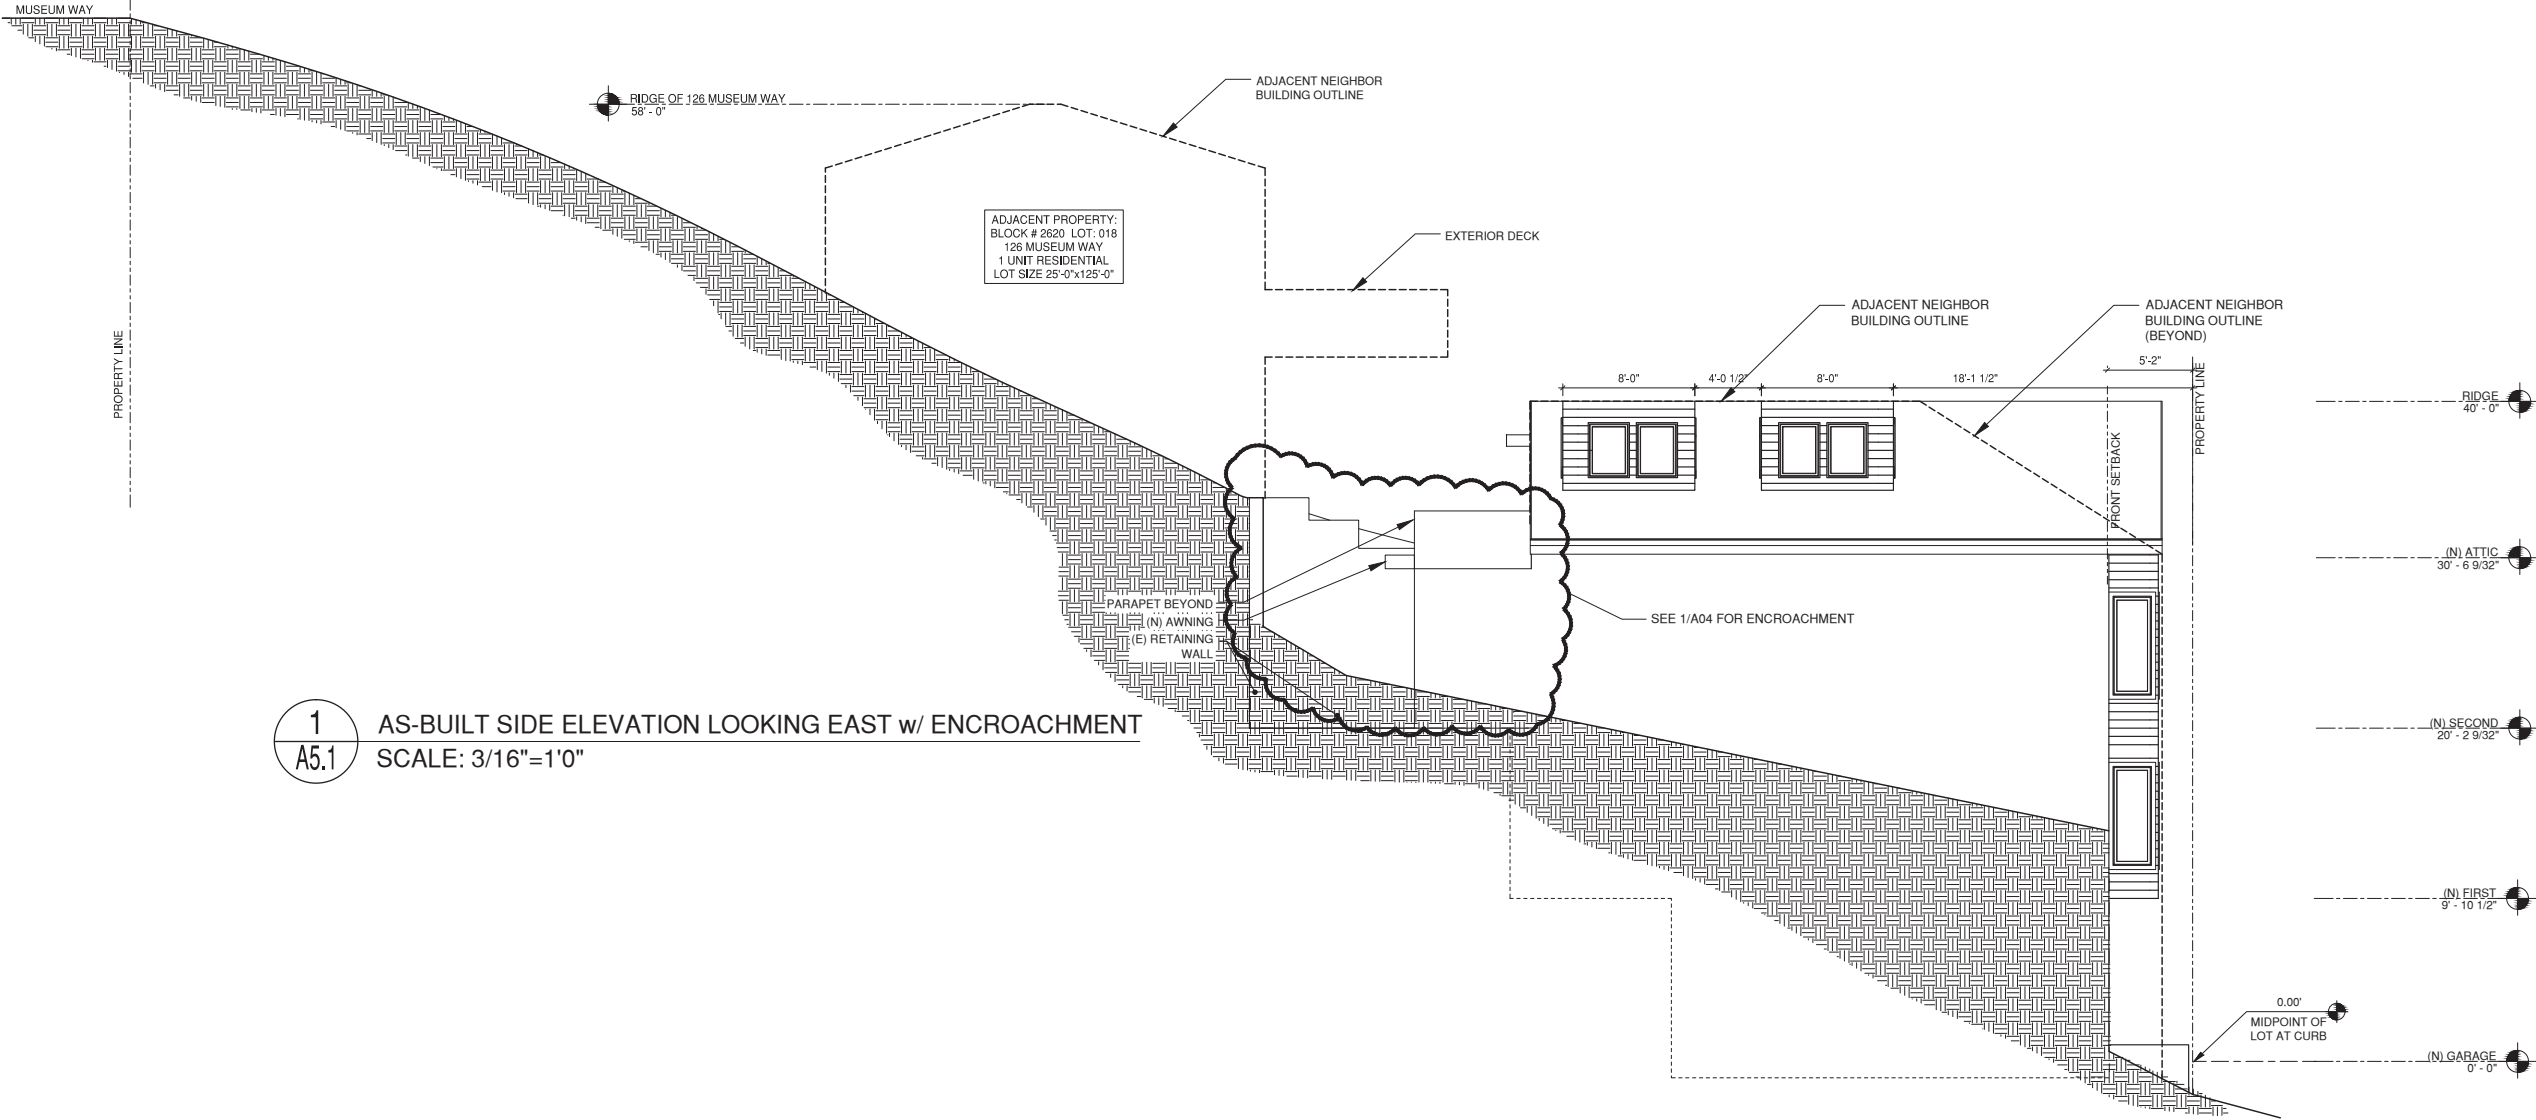 MUSEUM WAY
PROPERTY LINE
RIDGE OF 126 MUSEUM WAY
58' - 0"
ADJACENT NEIGHBOR
BUILDING OUTLINE
ADJACENT PROPERTY:
BLOCK # 2620 LOT: 018
126 MUSEUM WAY
1 UNIT RESIDENTIAL
LOT SIZE 25'-0"x125'-0"
EXTERIOR DECK
ADJACENT NEIGHBOR
BUILDING OUTLINE
ADJACENT NEIGHBOR
BUILDING OUTLINE
(BEYOND)
5'-2"
8'-0"
4'-0 1/2"
8'-0"
18'-1 1/2"
PROPERTY LINE
FRONT SETBACK
RIDGE
40' - 0"
(N) ATTIC
30' - 6 9/32"
PARAPET BEYOND
(N) AWNING
(E) RETAINING
WALL
SEE 1/A04 FOR ENCROACHMENT
(N) SECOND
20' - 2 9/32"
(N) FIRST
9' - 10 1/2"
0.00'
MIDPOINT OF
LOT AT CURB
(N) GARAGE
0' - 0"
1
A5.1
AS-BUILT SIDE ELEVATION LOOKING EAST w/ ENCROACHMENT
SCALE: 3/16"=1'0"